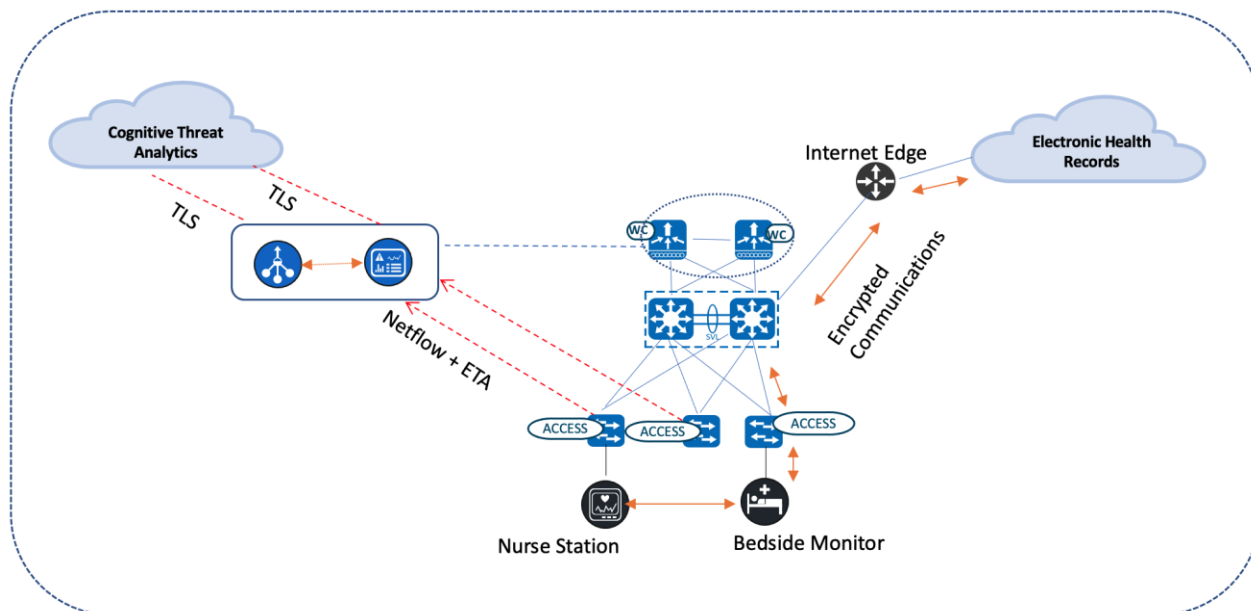 Cognitive Threat
Analytics
Electronic Health
Records
Internet Edge
TLS
TLS
WC
WC
SVL
Encrypted
Communications
Netflow + ETA
ACCESS
ACCESS
ACCESS
Nurse Station
Bedside Monitor